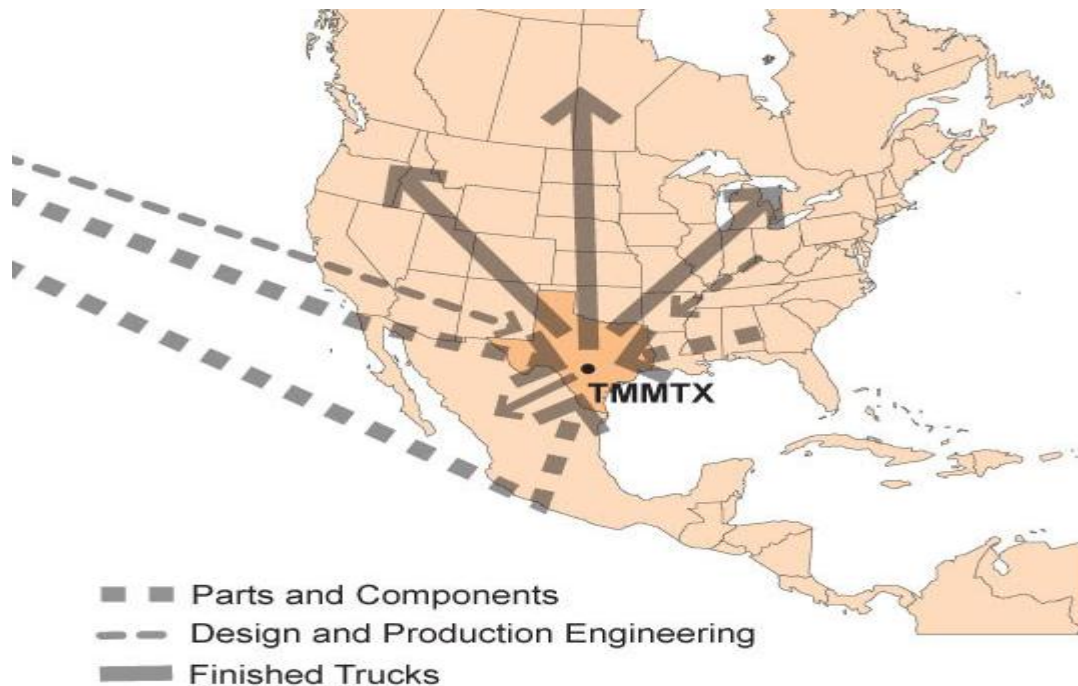 TMMTX
Parts and Components
Design and Production Engineering
Finished Trucks